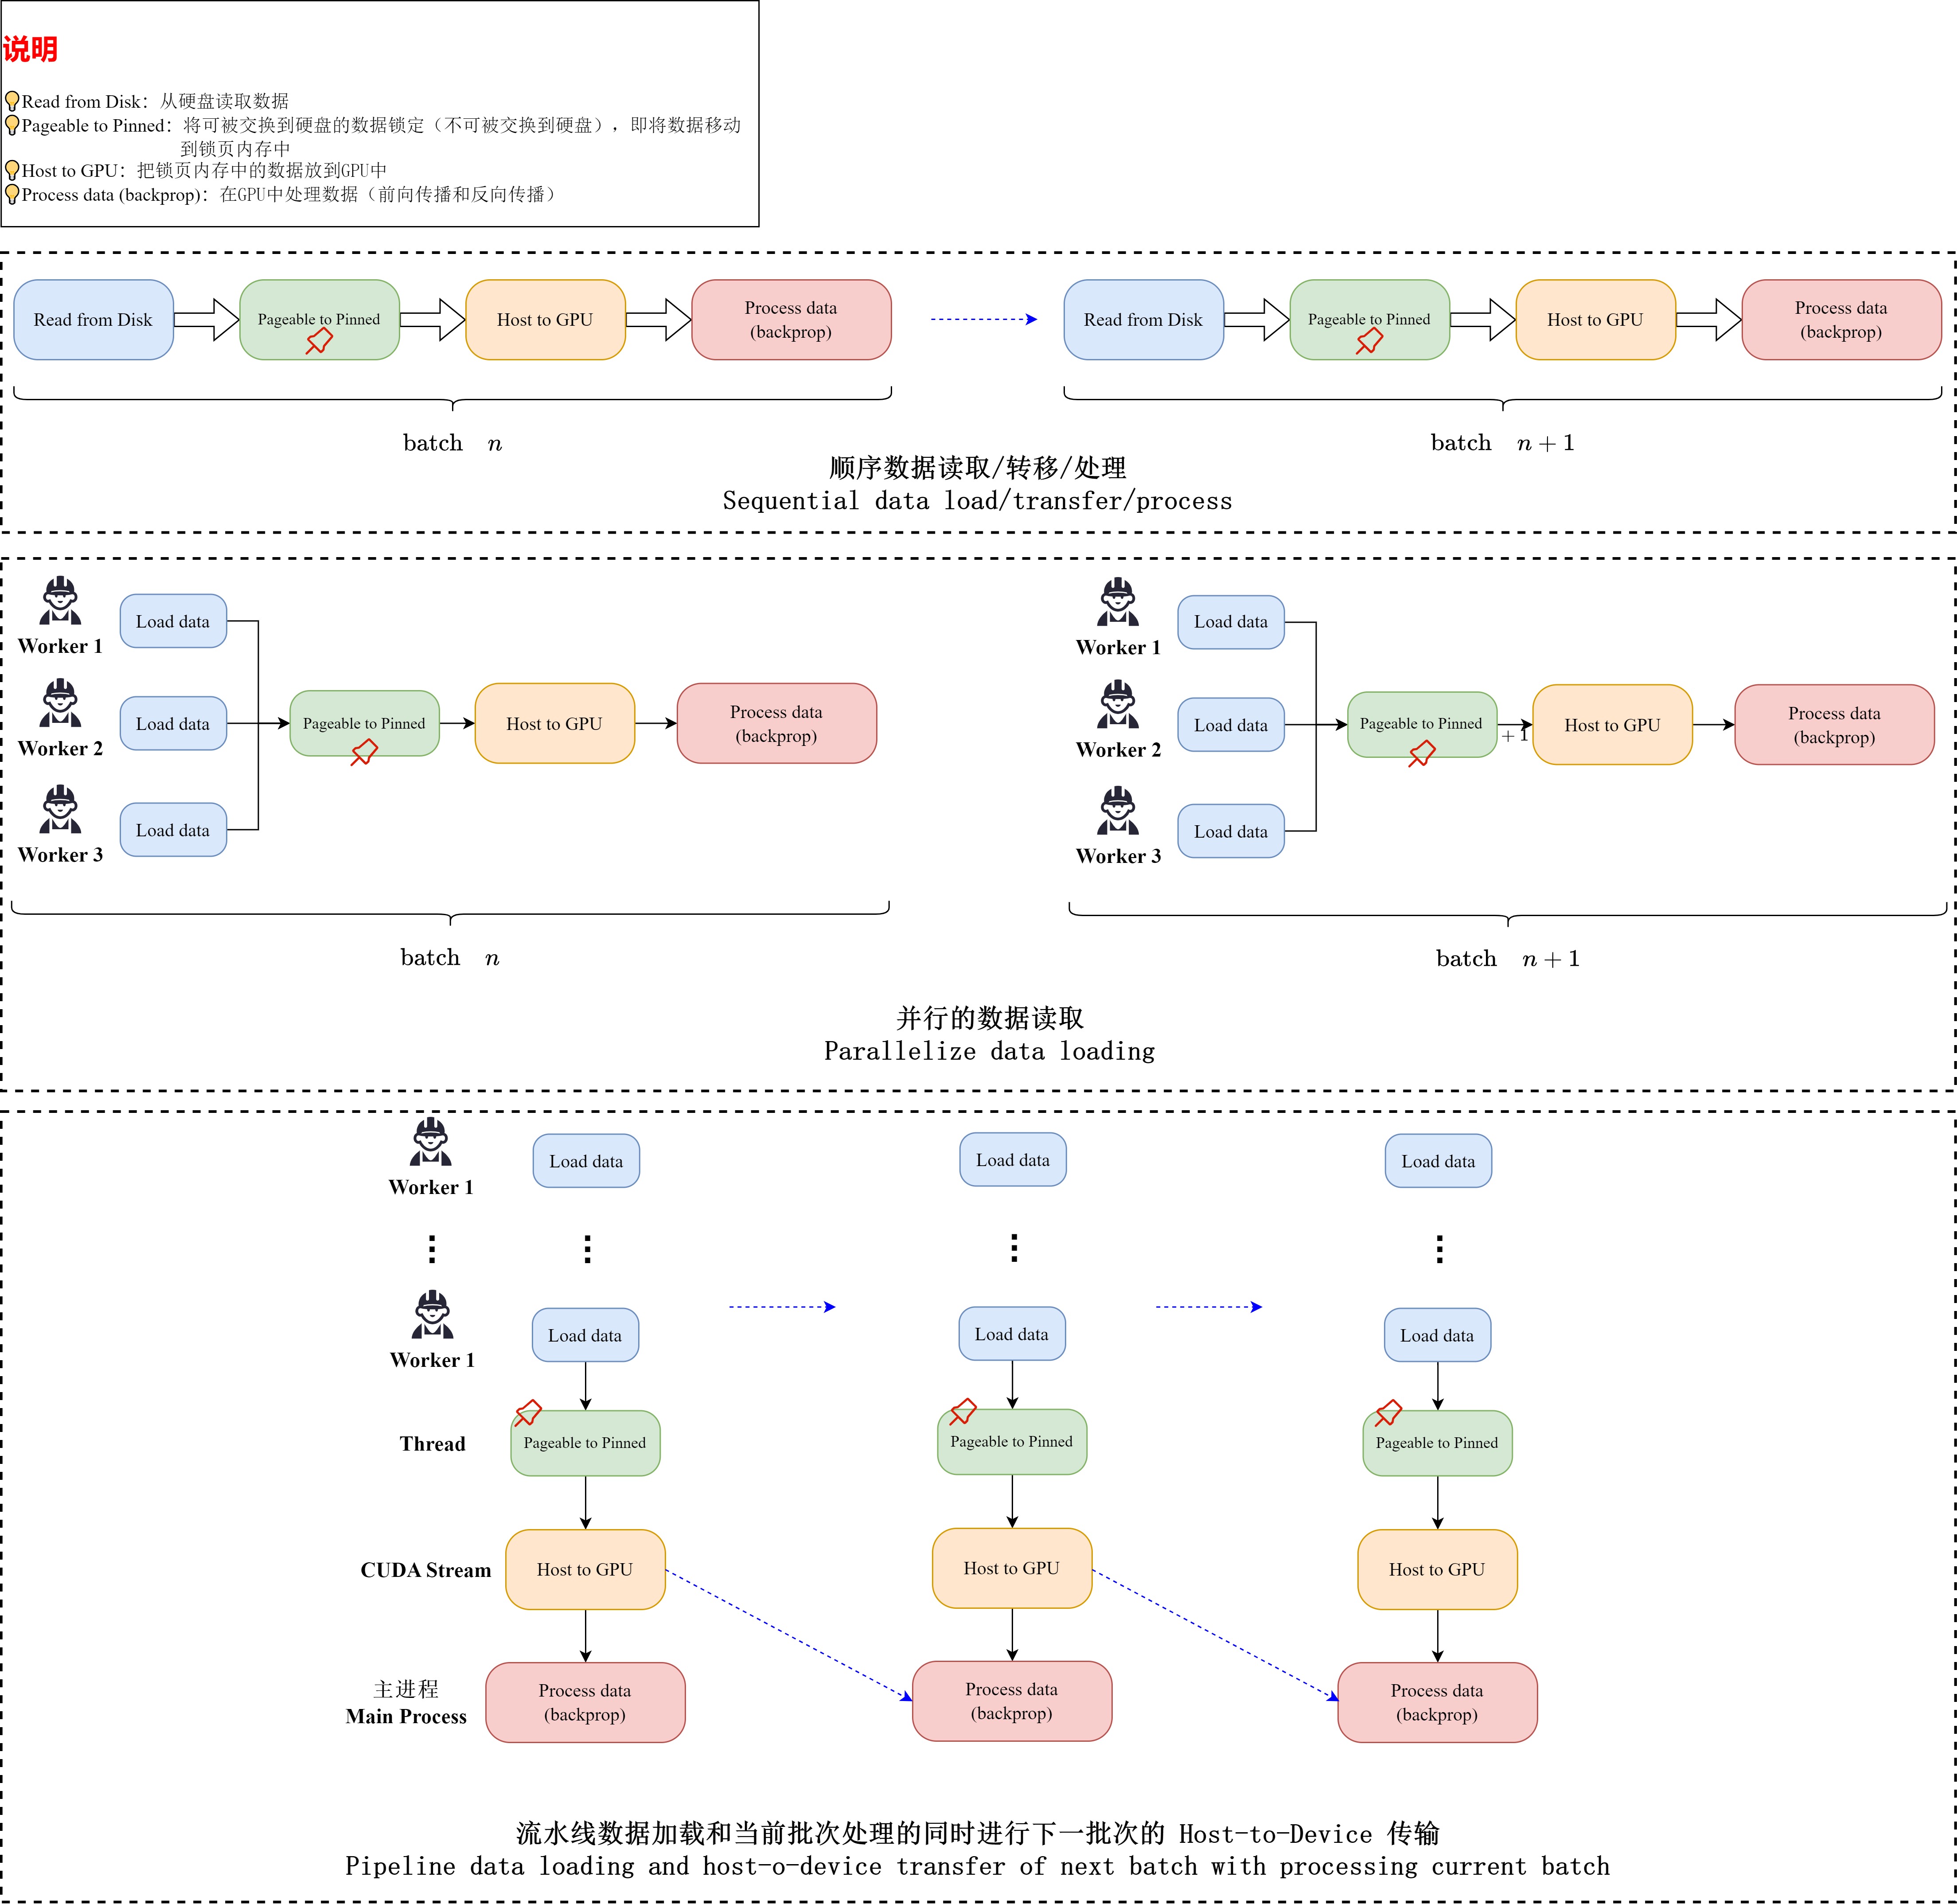 说明
Read from Disk：从硬盘读取数据
Pageable to Pinned：将可被交换到硬盘的数据锁定（不可被交换到硬盘），即将数据移动
到锁页内存中
Host to GPU：把锁页内存中的数据放到GPU中
Process data (backprop)：在GPU中处理数据（前向传播和反向传播）
Read from Disk
Pageable to Pinned
Host to GPU
Process data
(backprop)
Read from Disk
Pageable to Pinned
Host to GPU
Process data
(backprop)
batch n
batch n + 1
顺序数据读取/转移/处理
Sequential data load/transfer/process
Worker 1
Load data
Worker 2
Load data
Worker 3
Load data
Pageable to Pinned
Host to GPU
Process data
(backprop)
Worker 1
Load data
Worker 2
Load data
Worker 3
Load data
Pageable to Pinned
+ 1
Host to GPU
Process data
(backprop)
batch n
batch n + 1
并行的数据读取
Parallelize data loading
Worker 1
Load data
Load data
Load data
Worker 1
Load data
Load data
Load data
Thread
Pageable to Pinned
Pageable to Pinned
Pageable to Pinned
CUDA Stream
Host to GPU
Host to GPU
Host to GPU
主进程
Main Process
Process data
(backprop)
Process data
(backprop)
Process data
(backprop)
流水线数据加载和当前批次处理的同时进行下一批次的 Host-to-Device 传输
Pipeline data loading and host-o-device transfer of next batch with processing current batch